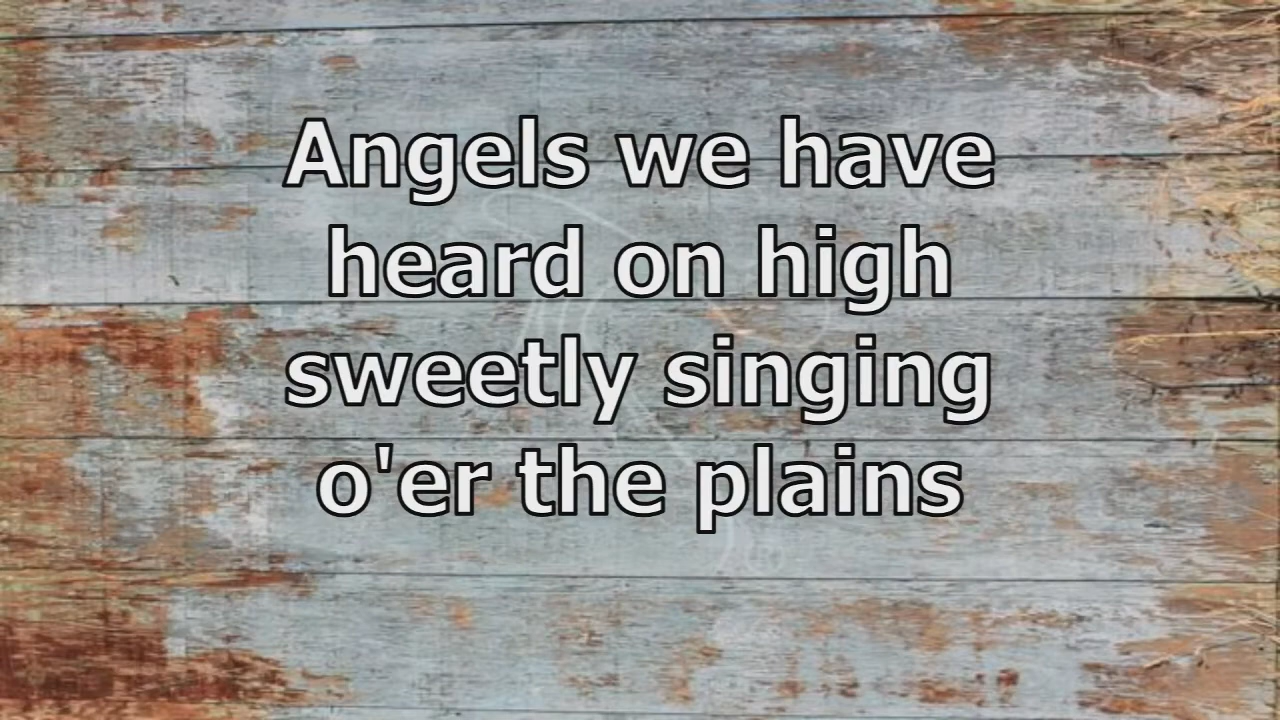 Angels we have
heard on high
sweetly singing
o'er the plains